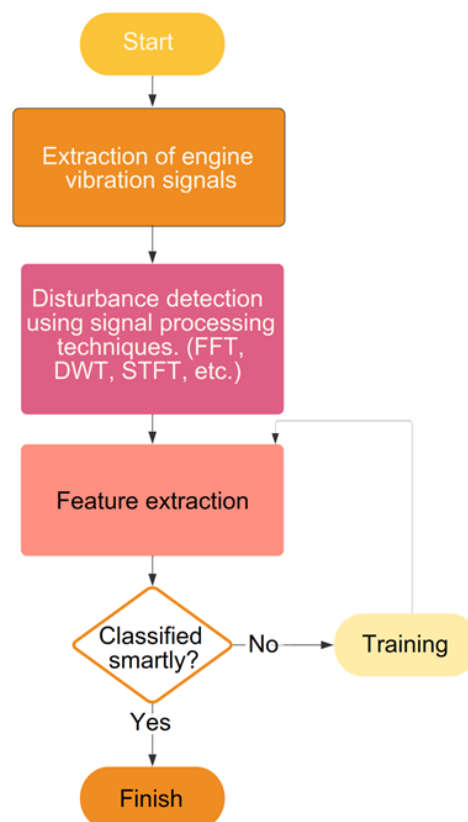 Start
Extraction of engine
vibration signals
Disturbance detection
using signal processing
techniques. (FFT,
DWT, STFT, etc.)
Feature extraction
Classified
smartly?
No
Training
Yes
Finish